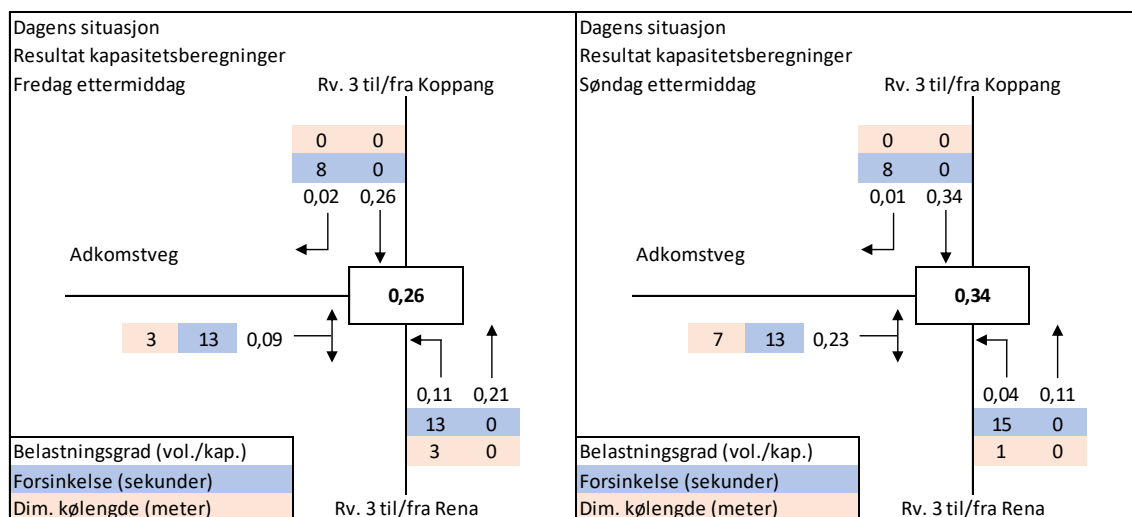 Dagens situasjon
Resultat kapasitetsberegninger
Fredag ettermiddag
Rv. 3 til/fra Koppang
0 0
8 0
0,02 0,26
Adkomstveg
0,26
3 13 0,09
0,11 0,21
13 0
3 0
Belastningsgrad (vol./kap.)
Forsinkelse (sekunder)
Dim. kølengde (meter)
Rv. 3 til/fra Rena
Dagens situasjon
Resultat kapasitetsberegninger
Søndag ettermiddag
Rv. 3 til/fra Koppang
0 0
8 0
0,01 0,34
Adkomstveg
0,34
7 13 0,23
0,04 0,11
15 0
1 0
Belastningsgrad (vol./kap.)
Forsinkelse (sekunder)
Dim. kølengde (meter)
Rv. 3 til/fra Rena